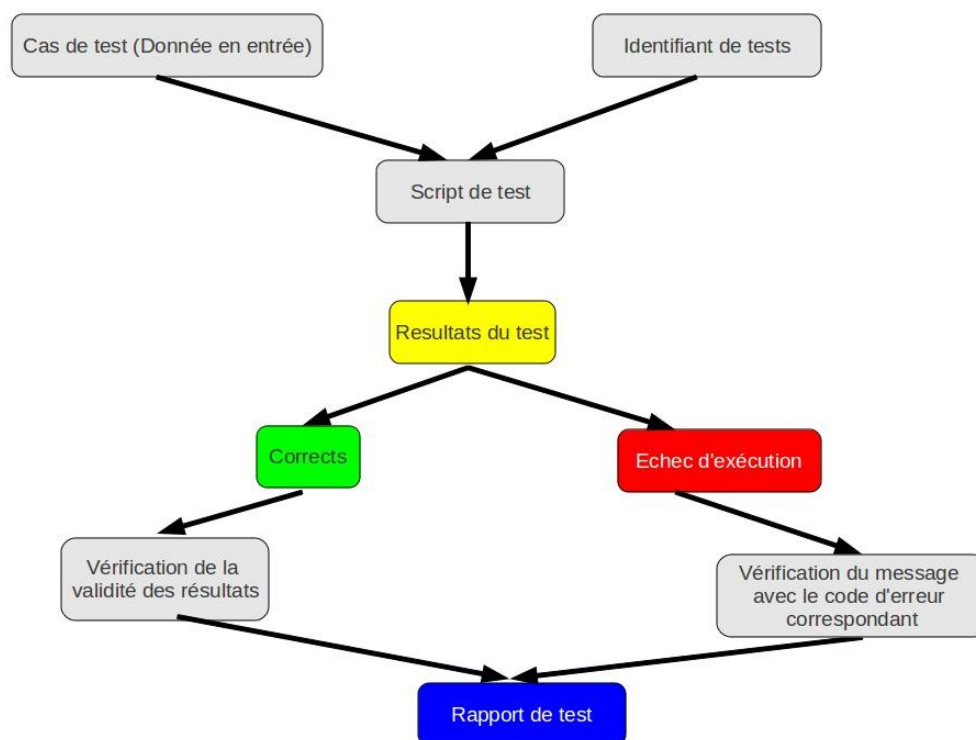 Cas de test (Donnée en entrée)
Identifiant de tests
Script de test
Resultats du test
Corrects
Echec d'exécution
Vérification de la
validité des résultats
Vérification du message
avec le code d'erreur
correspondant
Rapport de test